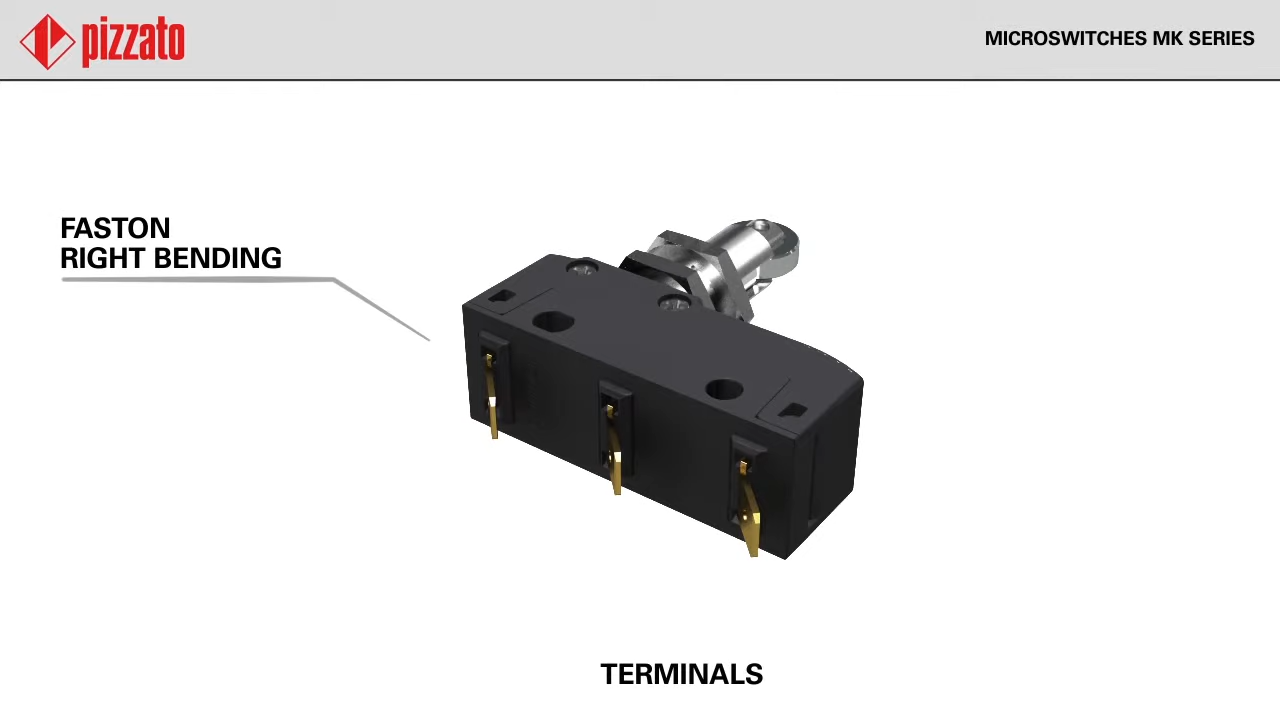 pizzato
MICROSWITCHES MK SERIES
FASTON
RIGHT BENDING
TERMINALS